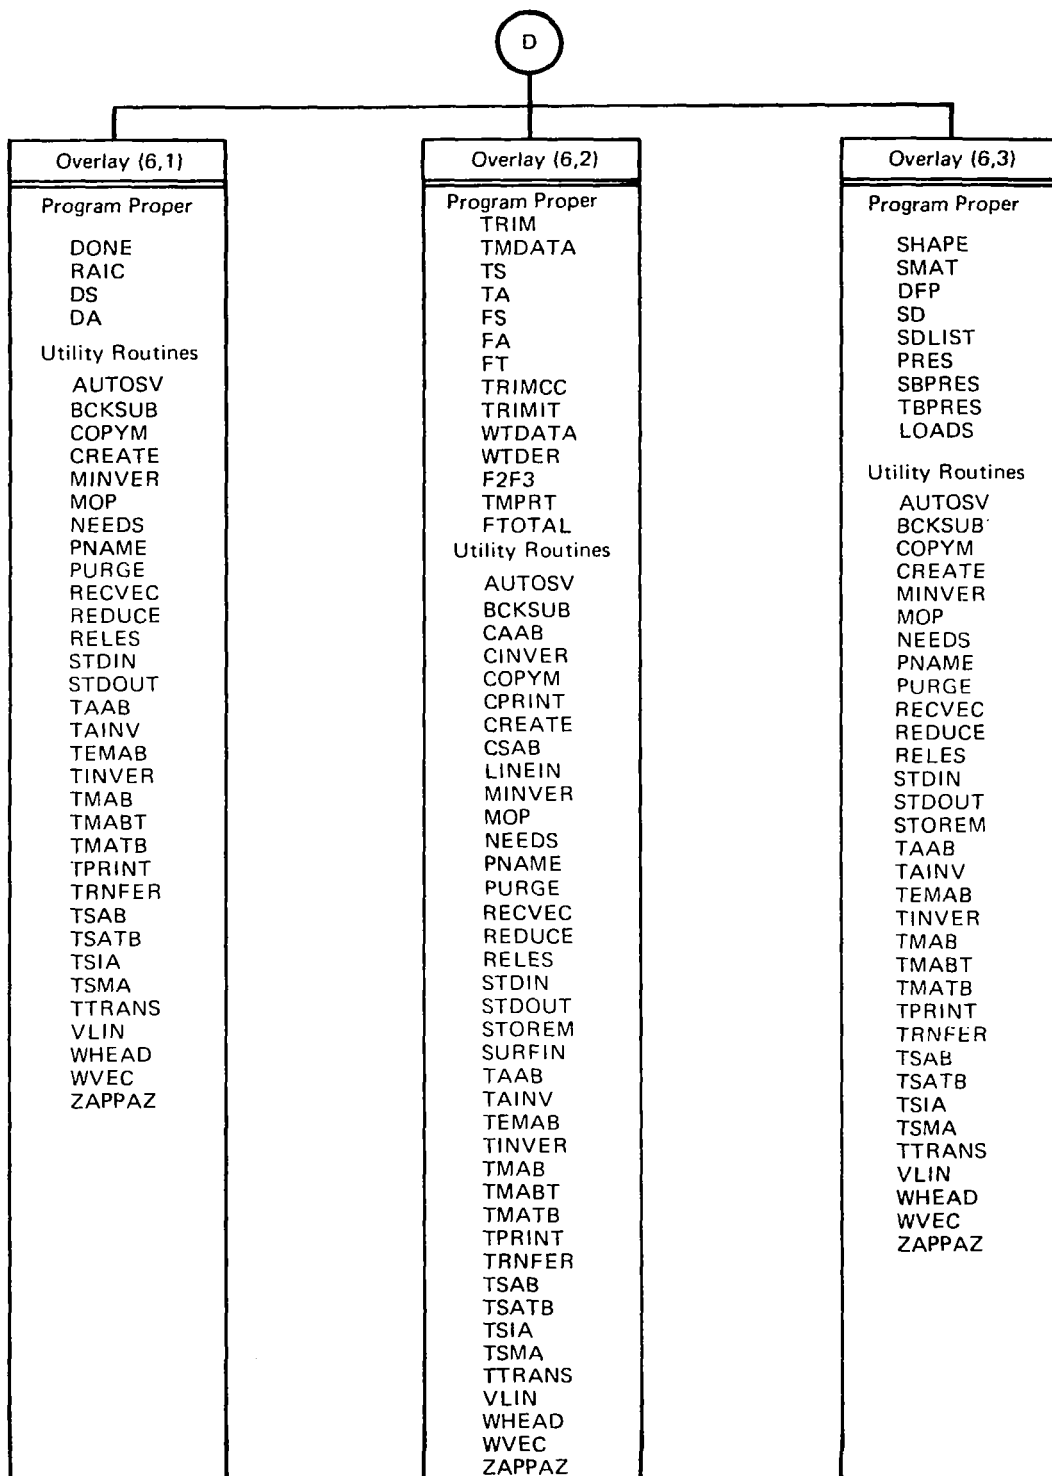 D
Overlay (6,1)
Program Proper
DONE
RAIC
DS
DA
Utility Routines
AUTOSV
BCKSUB
COPYM
CREATE
MINVER
MOP
NEEDS
PNAME
PURGE
RECVEC
REDUCE
RELES
STDIN
STDOUT
TAAB
TAINV
TEMAB
TINVER
TMAB
TMABT
TMATB
TPRINT
TRNFER
TSAB
TSATB
TSIA
TSMA
TTRANS
VLIN
WHEAD
WVEC
ZAPPAZ
Overlay (6,2)
Program Proper
TRIM
TMDATA
TS
TA
FS
FA
FT
TRIMCC
TRIMIT
WTDATA
WTDER
F2F3
TMPRT
FTOTAL
Utility Routines
AUTOSV
BCKSUB
CAAB
CINVER
COPYM
CPRINT
CREATE
CSAB
LINEIN
MINVER
MOP
NEEDS
PNAME
PURGE
RECVEC
REDUCE
RELES
STDIN
STDOUT
STOREM
SURFIN
TAAB
TAINV
TEMAB
TINVER
TMAB
TMABT
TMATB
TPRINT
TRNFER
TSAB
TSATB
TSIA
TSMA
TTRANS
VLIN
WHEAD
WVEC
ZAPPAZ
Overlay (6,3)
Program Proper
SHAPE
SMAT
DFP
SD
SDLIST
PRES
SBPRES
TBPRES
LOADS
Utility Routines
AUTOSV
BCKSUB
COPYM
CREATE
MINVER
MOP
NEEDS
PNAME
PURGE
RECVEC
REDUCE
RELES
STDIN
STDOUT
STOREM
TAAB
TAINV
TEMAB
TINVER
TMAB
TMABT
TMATB
TPRINT
TRNFER
TSAB
TSATB
TSIA
TSMA
TTRANS
VLIN
WHEAD
WVEC
ZAPPAZ